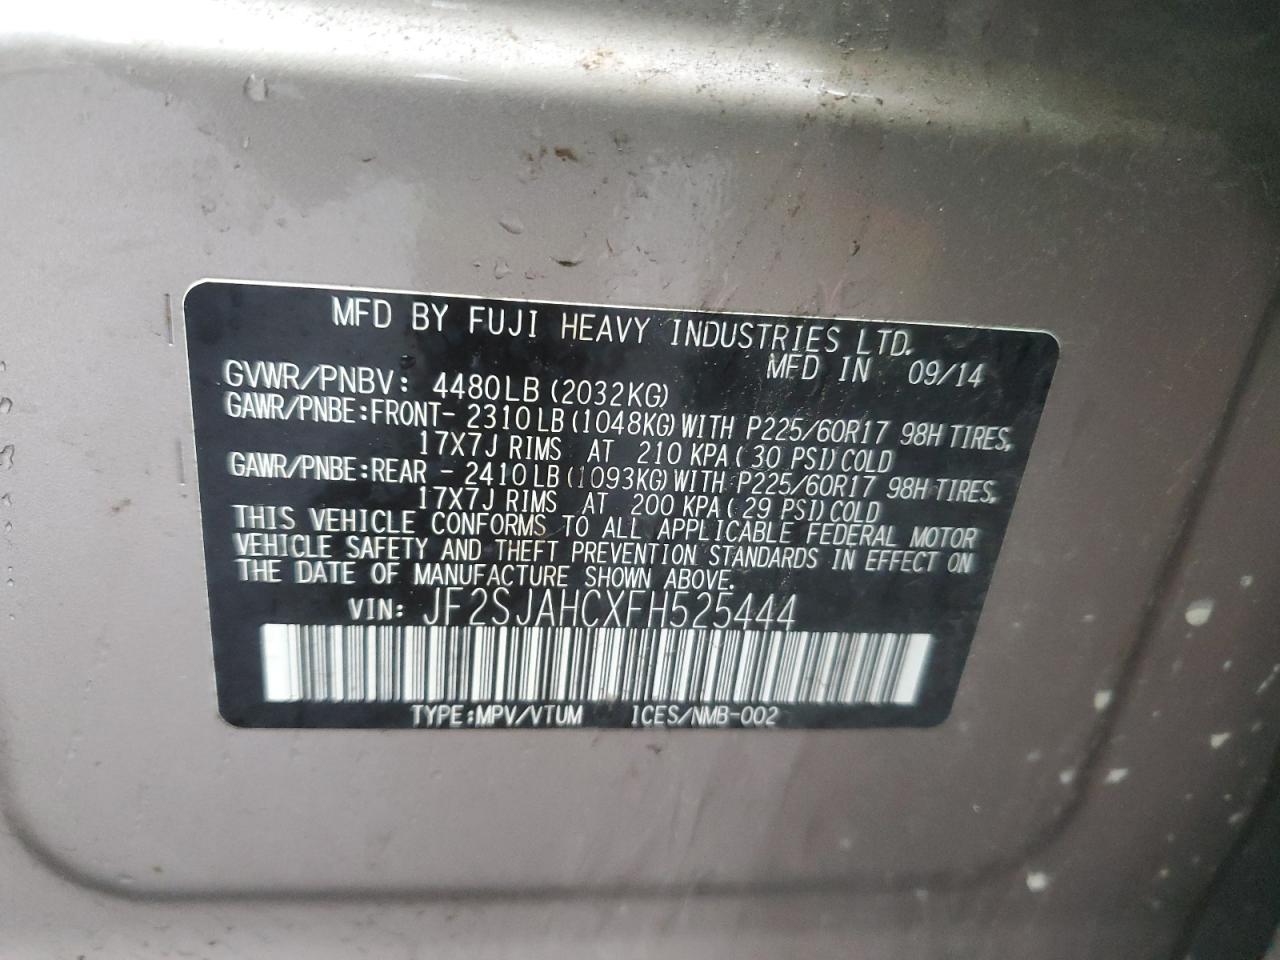 MFD BY FUJI HEAVY INDUSTRIES LTD.
MFD IN 09/14
GVWR/PNBV: 4480LB (2032KG)
GAWR/PNBE:FRONT- 2310LB(1048KG)WITH P225/60R17 98H TIRES,
17X7J RIMS AT 210 KPA( 30 PSI)COLD
GAWR/PNBE:REAR - 2410LB(1093KG)WITH P225/60R17 98H TIRES,
17X7J RIMS AT 200 KPA( 29 PSI)COLD
THIS VEHICLE CONFORMS TO ALL APPLICABLE FEDERAL MOTOR
VEHICLE SAFETY AND THEFT PREVENTION STANDARDS IN EFFECT ON
THE DATE OF MANUFACTURE SHOWN ABOVE.
VIN: JF2SJAHCXFH525444
TYPE:MPV/VTUM ICES/NMB-002